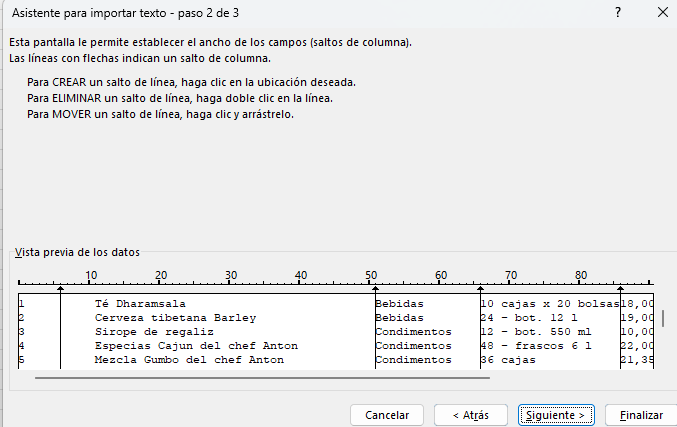 Asistente para importar texto - paso 2 de 3 ? ×
Esta pantalla le permite establecer el ancho de los campos (saltos de columna).
Las líneas con flechas indican un salto de columna.
Para CREAR un salto de línea, haga clic en la ubicación deseada.
Para ELIMINAR un salto de línea, haga doble clic en la línea.
Para MOVER un salto de línea, haga clic y arrástrelo.
Vista previa de los datos
10 20 30 40 50 60 70 80
1 Té Dharamsala Bebidas 10 cajas x 20 bolsas 18,00
2 Cerveza tibetana Barley Bebidas 24 - bot. 12 l 19,00
3 Sirope de regaliz Condimentos 12 - bot. 550 ml 10,00
4 Especias Cajun del chef Anton Condimentos 48 - frascos 6 l 22,00
5 Mezcla Gumbo del chef Anton Condimentos 36 cajas 21,35
Cancelar < Atrás Siguiente > Finalizar